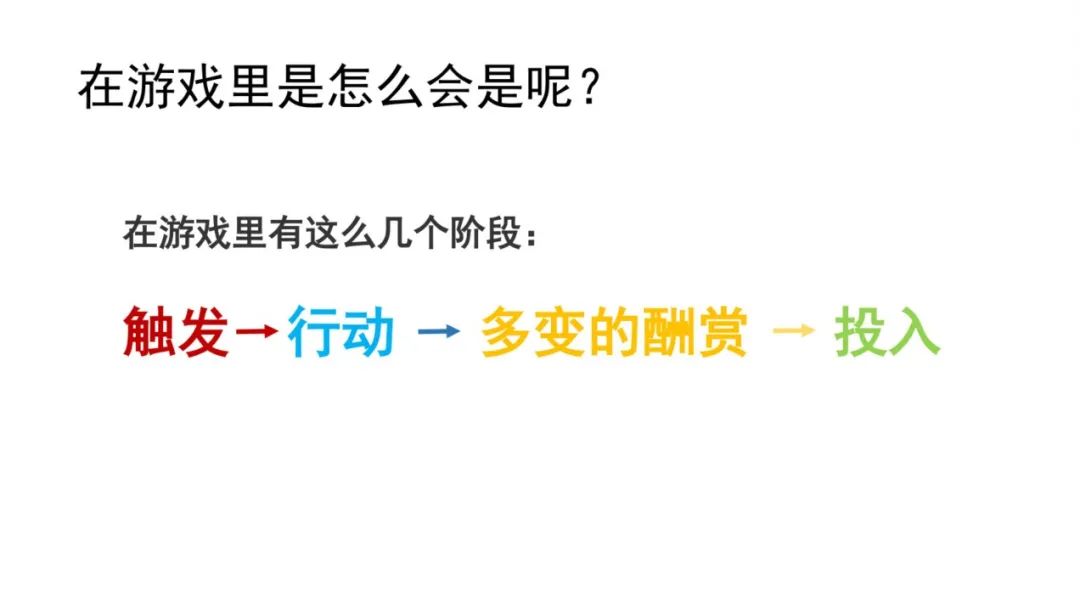 在游戏里是怎么会是呢？
在游戏里有这么几个阶段：
触发→行动 → 多变的酬赏 → 投入